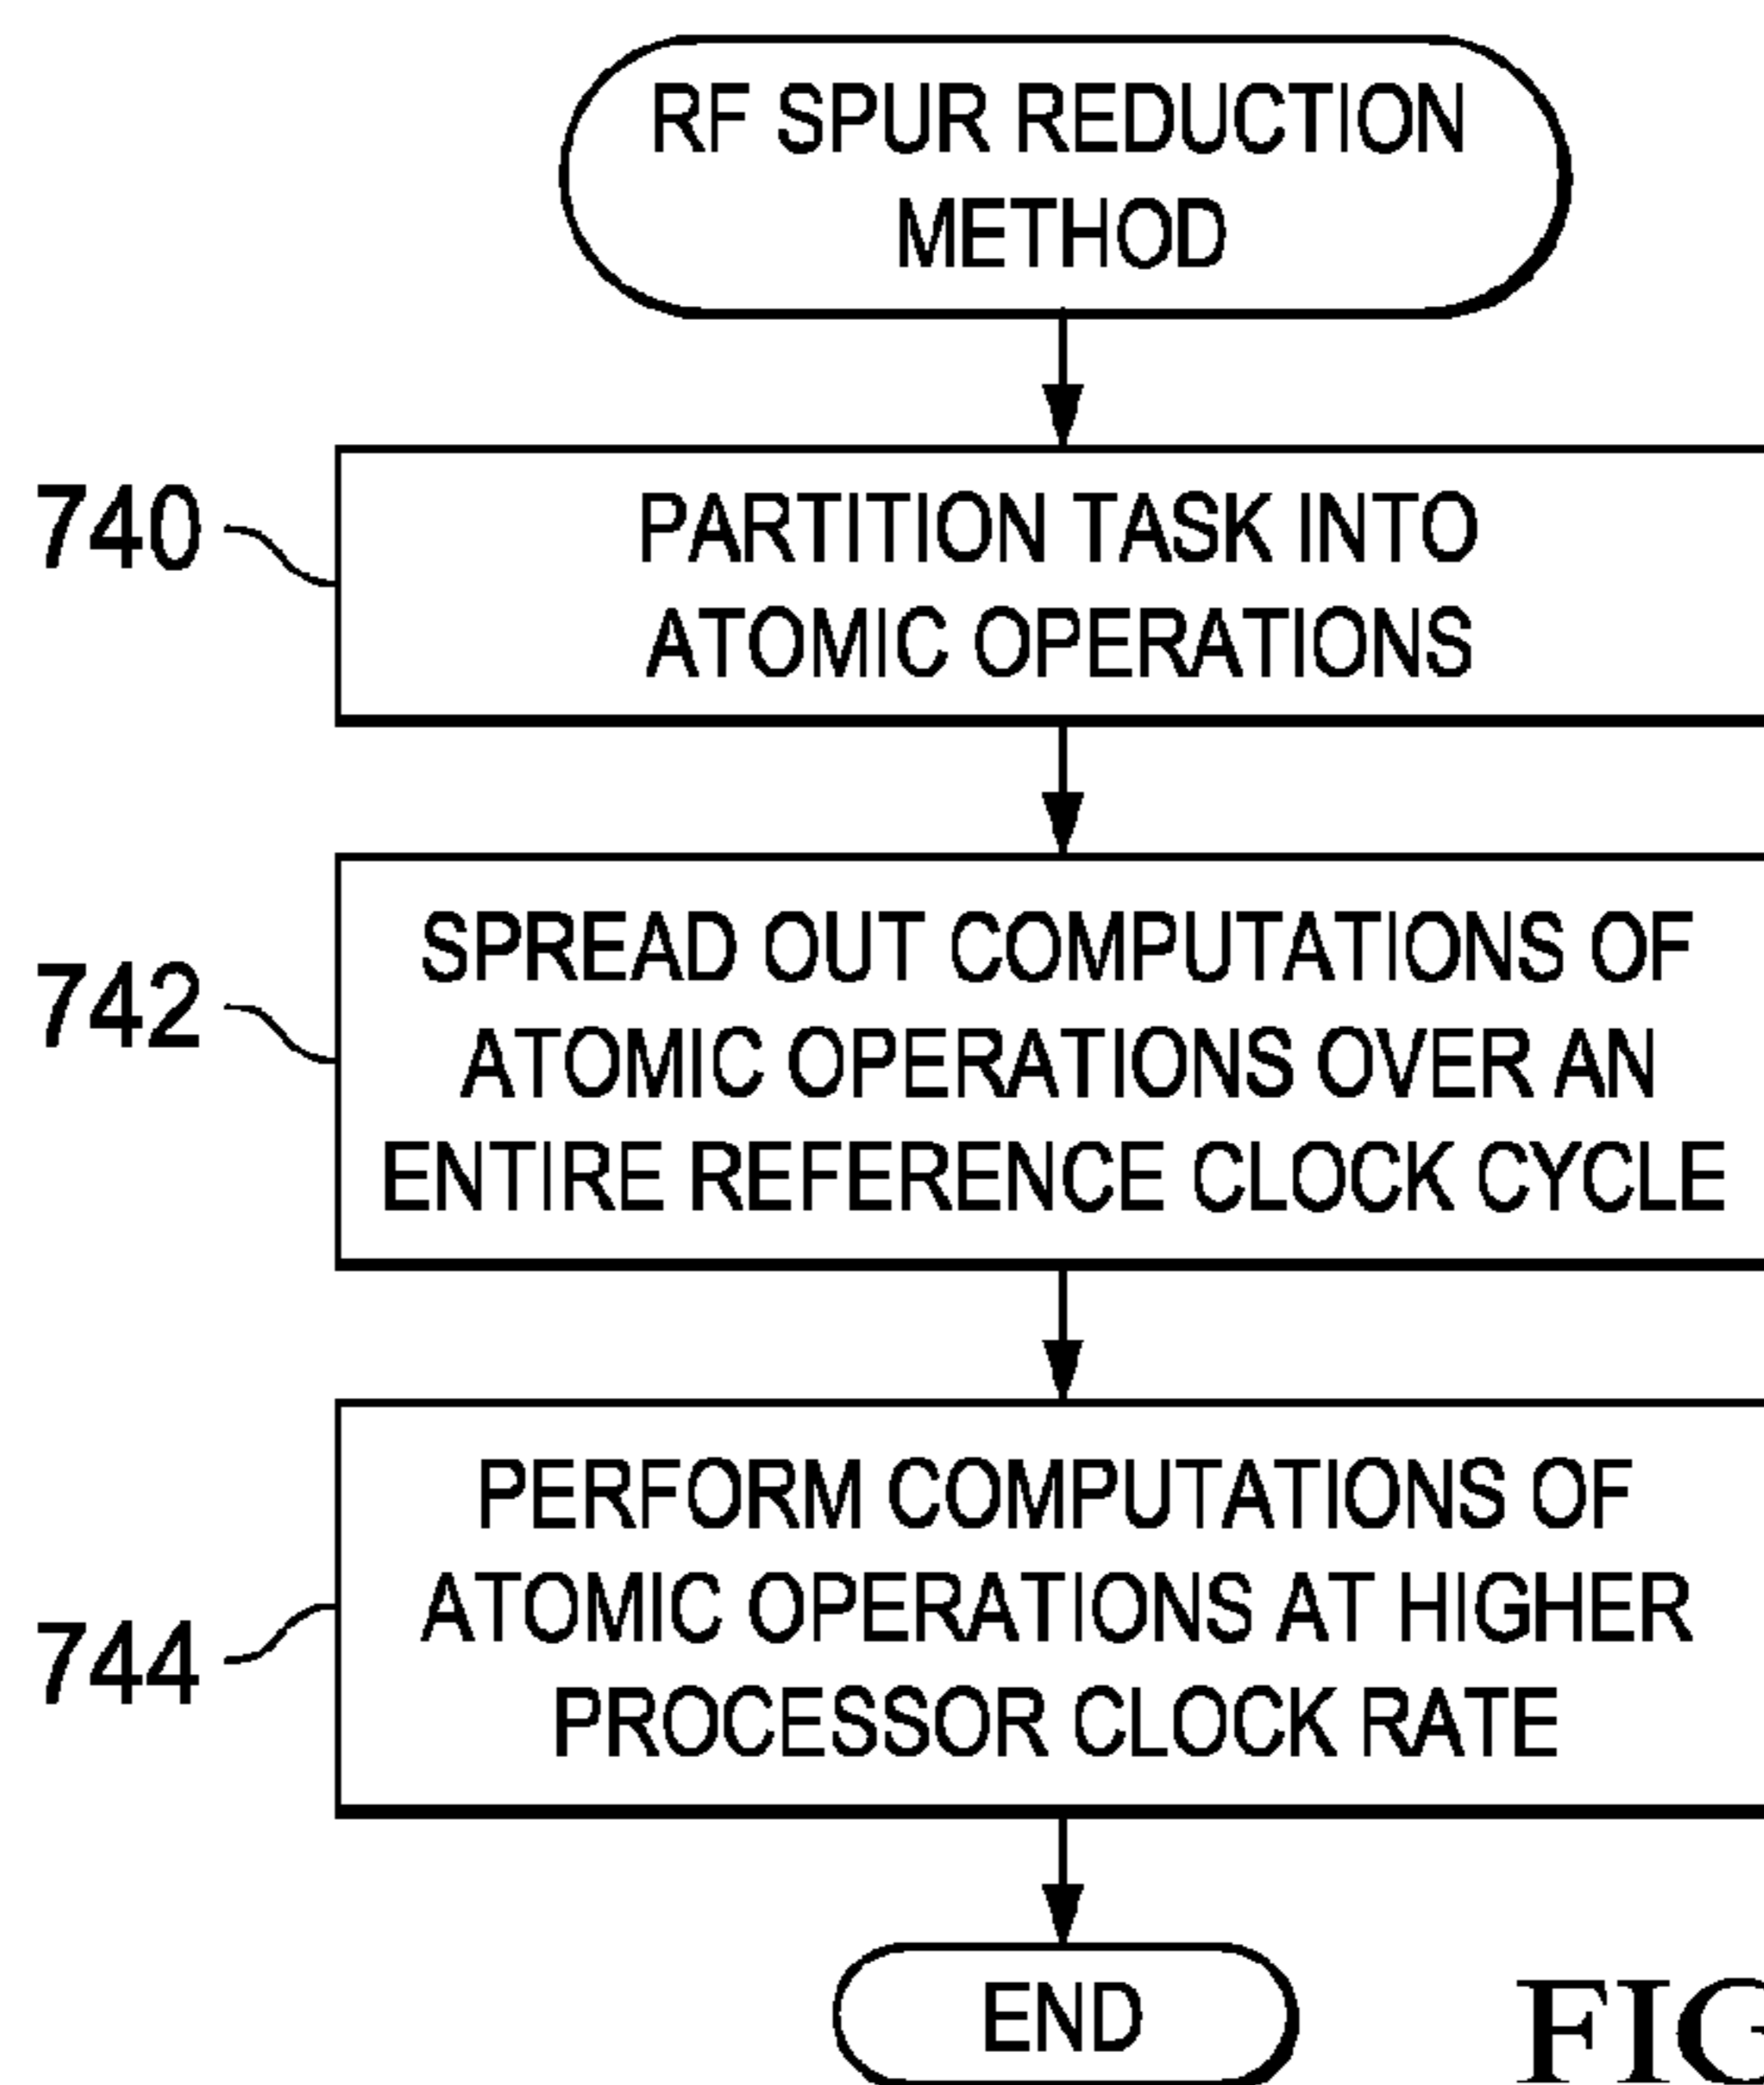 RF SPUR REDUCTION
METHOD
740
PARTITION TASK INTO
ATOMIC OPERATIONS
742
SPREAD OUT COMPUTATIONS OF
ATOMIC OPERATIONS OVER AN
ENTIRE REFERENCE CLOCK CYCLE
744
PERFORM COMPUTATIONS OF
ATOMIC OPERATIONS AT HIGHER
PROCESSOR CLOCK RATE
END
FIG